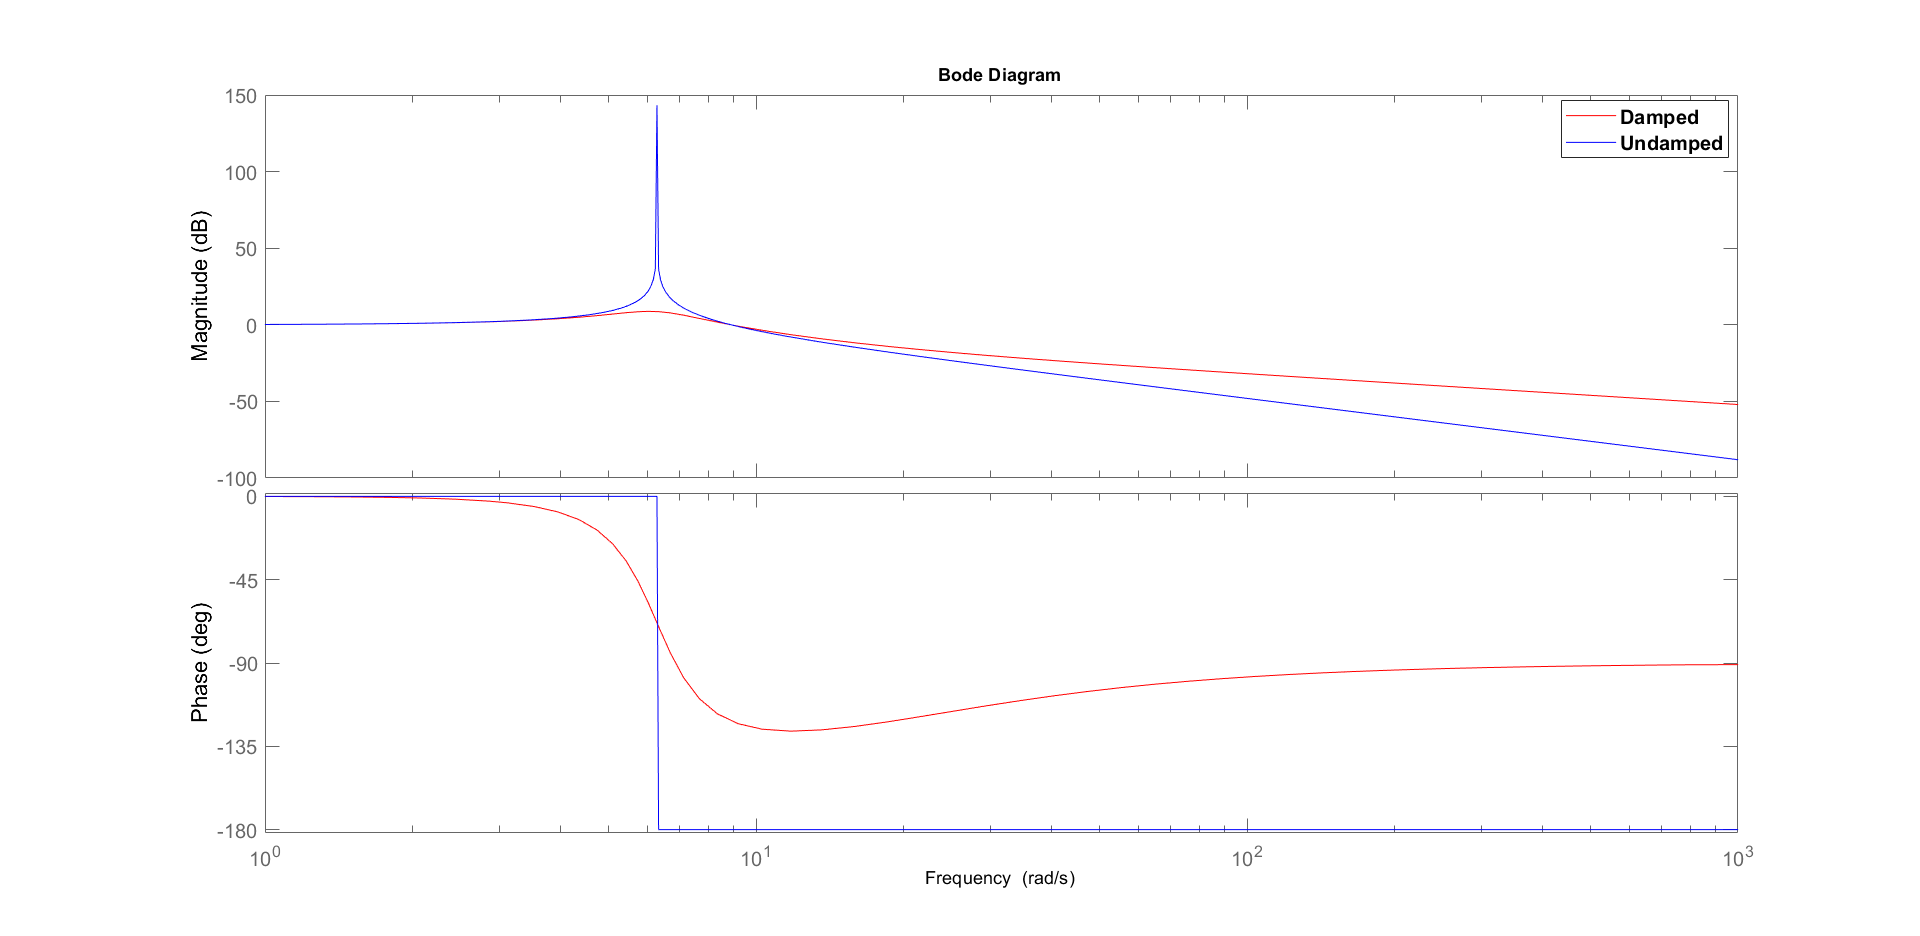 Bode Diagram
Damped
Undamped
150
100
50
0
-50
-100
Magnitude (dB)
0
-45
-90
-135
-180
Phase (deg)
10^0 10^1 10^2 10^3
Frequency (rad/s)